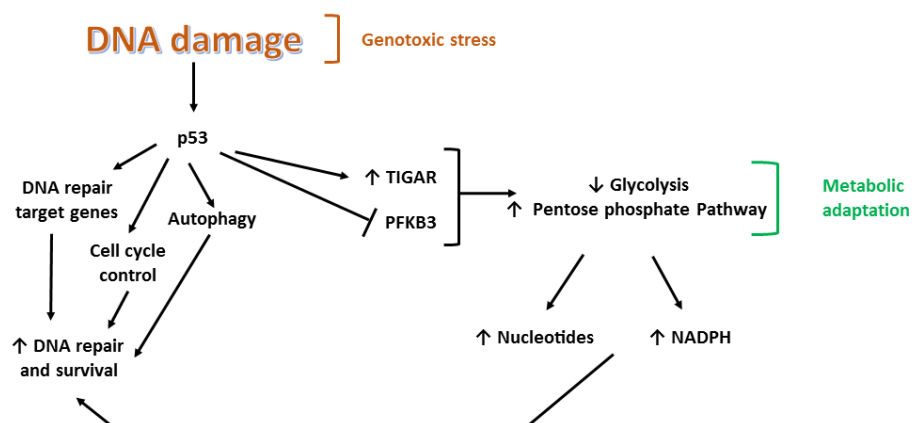 DNA damage
Genotoxic stress
p53
DNA repair
target genes
Cell cycle
control
Autophagy
↑ TIGAR
PFKB3
↓ Glycolysis
↑ Pentose phosphate Pathway
Metabolic
adaptation
↑ Nucleotides
↑ NADPH
↑ DNA repair
and survival